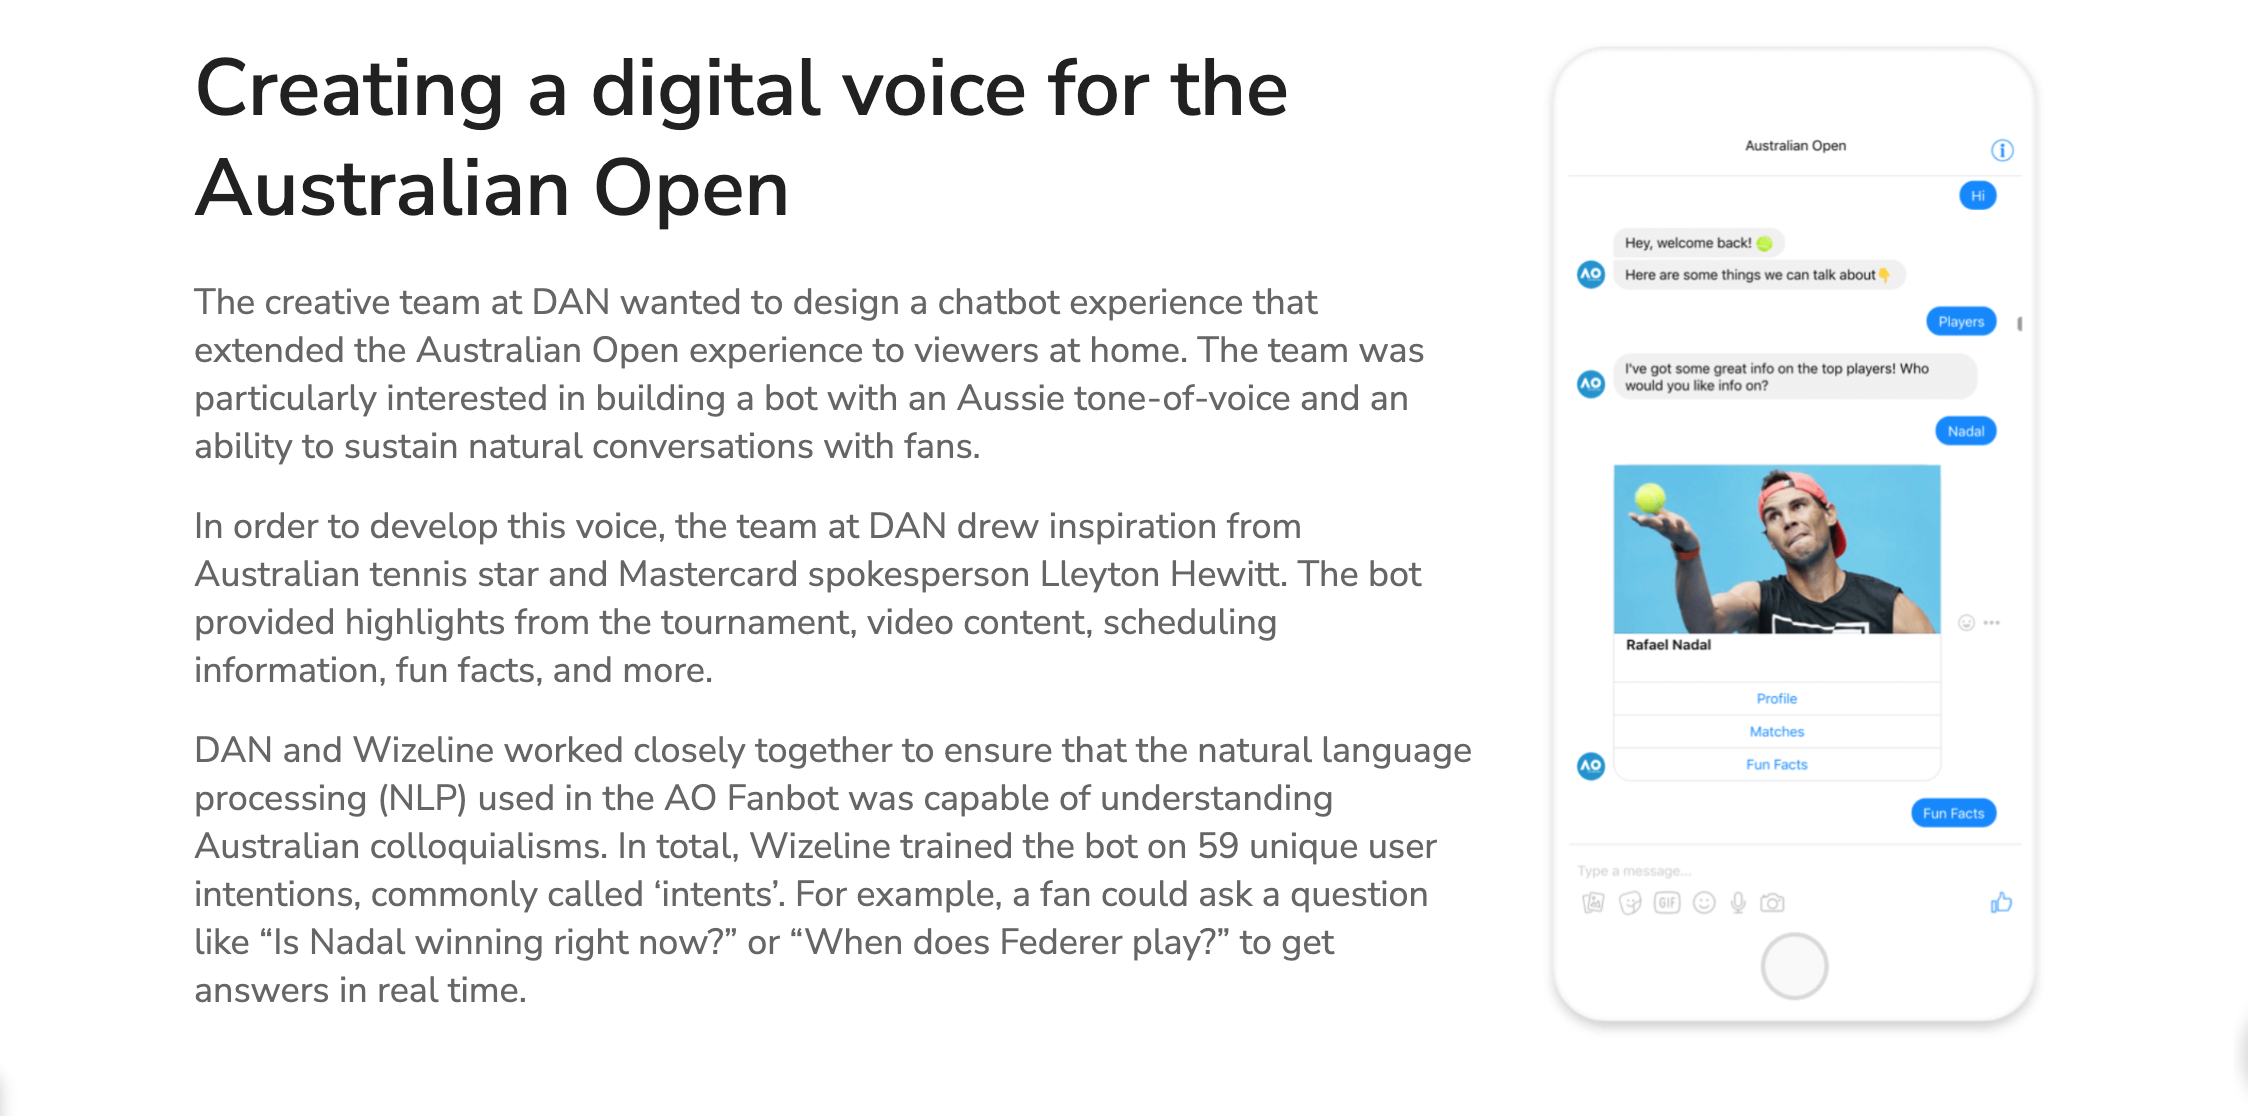 Creating a digital voice for the
Australian Open
The creative team at DAN wanted to design a chatbot experience that
extended the Australian Open experience to viewers at home. The team was
particularly interested in building a bot with an Aussie tone-of-voice and an
ability to sustain natural conversations with fans.
In order to develop this voice, the team at DAN drew inspiration from
Australian tennis star and Mastercard spokesperson Lleyton Hewitt. The bot
provided highlights from the tournament, video content, scheduling
information, fun facts, and more.
DAN and Wizeline worked closely together to ensure that the natural language
processing (NLP) used in the AO Fanbot was capable of understanding
Australian colloquialisms. In total, Wizeline trained the bot on 59 unique user
intentions, commonly called ‘intents’. For example, a fan could ask a question
like “Is Nadal winning right now?” or “When does Federer play?” to get
answers in real time.
Australian Open
Hi
Hey, welcome back! 🎾
AO
Here are some things we can talk about👇
Players
I've got some great info on the top players! Who
would you like info on?
AO
Nadal
Rafael Nadal
Profile
Matches
Fun Facts
AO
Fun Facts
Type a message...
GIF